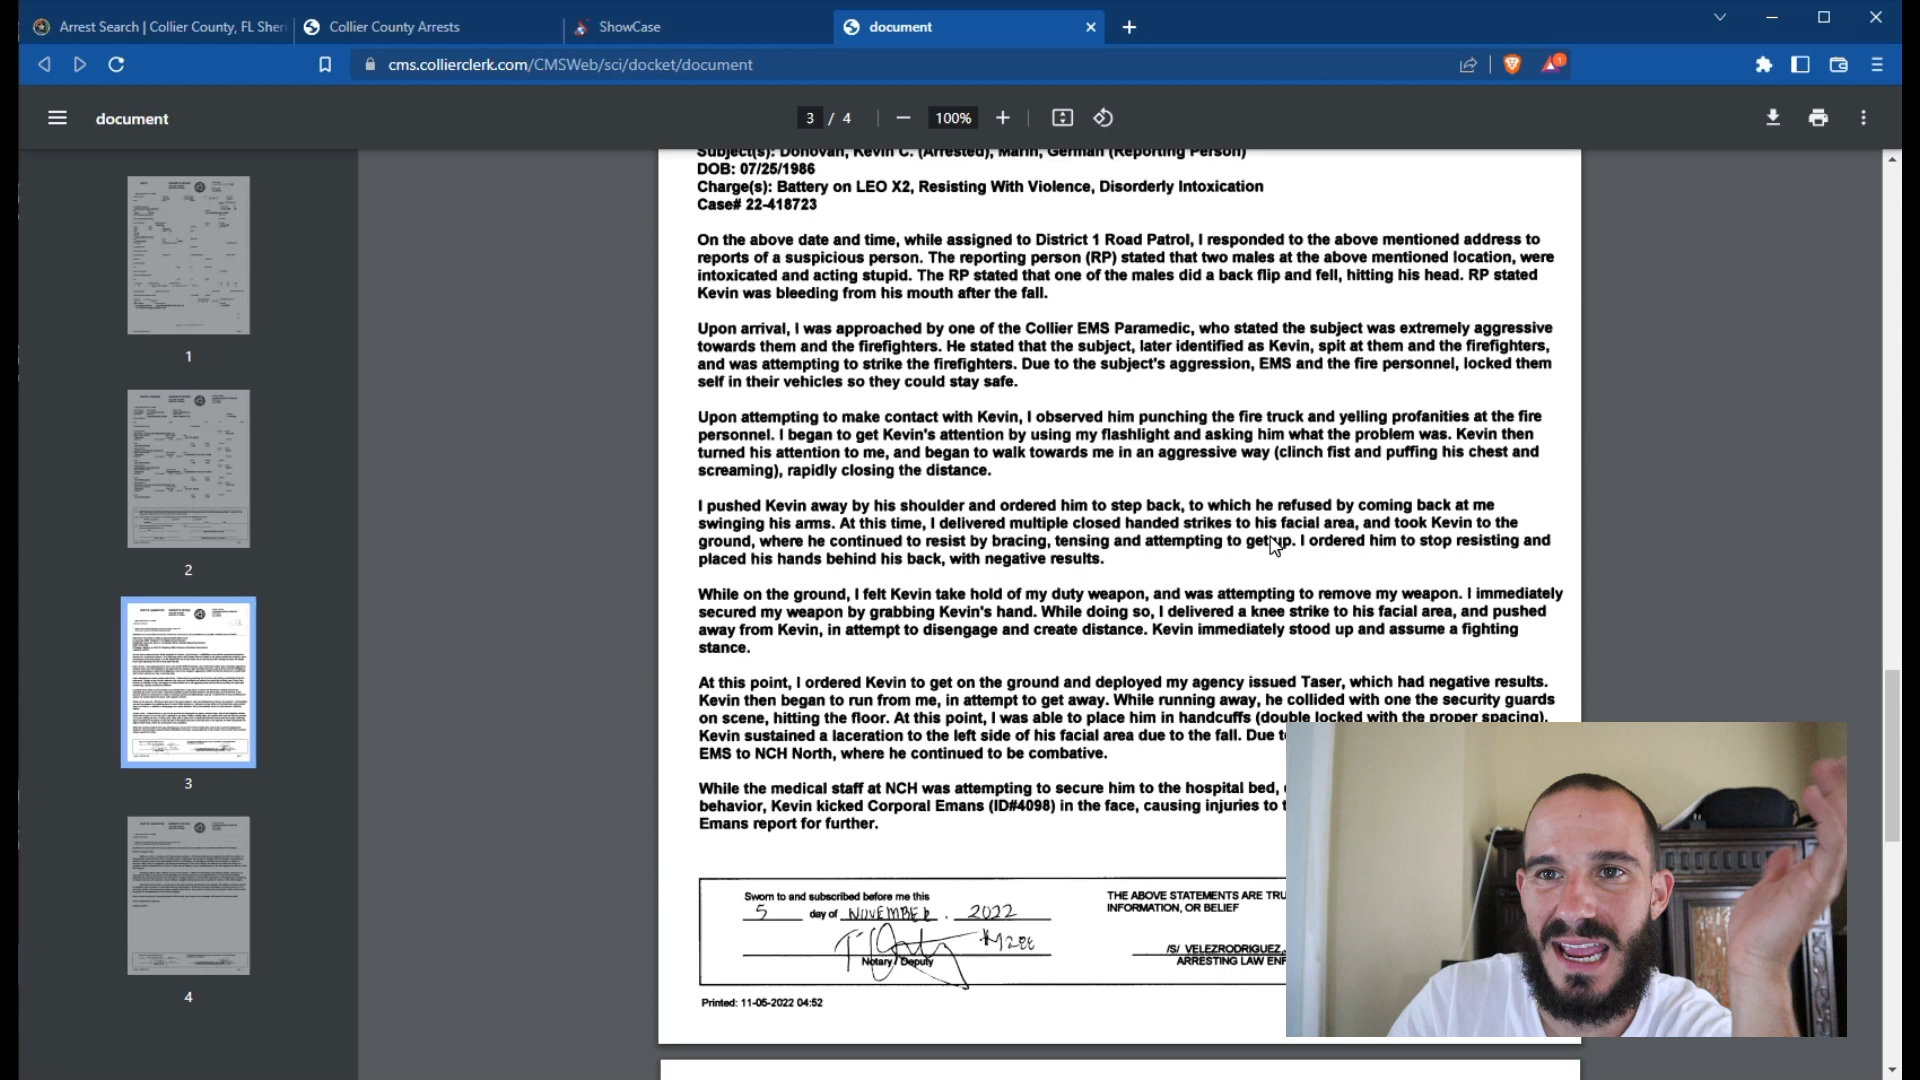 Arrest Search | Collier County, FL Sheri
Collier County Arrests
ShowCase
document
cms.collierclerk.com/CMSWeb/sci/docket/document
1
document
3 / 4
100%
Subject(s): Donovan, Kevin C. (Arrested), Marin, German (Reporting Person)
DOB: 07/25/1986
Charge(s): Battery on LEO X2, Resisting With Violence, Disorderly Intoxication
Case# 22-418723
On the above date and time, while assigned to District 1 Road Patrol, I responded to the above mentioned address to
reports of a suspicious person. The reporting person (RP) stated that two males at the above mentioned location, were
intoxicated and acting stupid. The RP stated that one of the males did a back flip and fell, hitting his head. RP stated
Kevin was bleeding from his mouth after the fall.
Upon arrival, I was approached by one of the Collier EMS Paramedic, who stated the subject was extremely aggressive
towards them and the firefighters. He stated that the subject, later identified as Kevin, spit at them and the firefighters,
and was attempting to strike the firefighters. Due to the subject's aggression, EMS and the fire personnel, locked them
self in their vehicles so they could stay safe.
Upon attempting to make contact with Kevin, I observed him punching the fire truck and yelling profanities at the fire
personnel. I began to get Kevin's attention by using my flashlight and asking him what the problem was. Kevin then
turned his attention to me, and began to walk towards me in an aggressive way (clinch fist and puffing his chest and
screaming), rapidly closing the distance.
I pushed Kevin away by his shoulder and ordered him to step back, to which he refused by coming back at me
swinging his arms. At this time, I delivered multiple closed handed strikes to his facial area, and took Kevin to the
ground, where he continued to resist by bracing, tensing and attempting to get up. I ordered him to stop resisting and
placed his hands behind his back, with negative results.
While on the ground, I felt Kevin take hold of my duty weapon, and was attempting to remove my weapon. I immediately
secured my weapon by grabbing Kevin's hand. While doing so, I delivered a knee strike to his facial area, and pushed
away from Kevin, in attempt to disengage and create distance. Kevin immediately stood up and assume a fighting
stance.
At this point, I ordered Kevin to get on the ground and deployed my agency issued Taser, which had negative results.
Kevin then began to run from me, in attempt to get away. While running away, he collided with one the security guards
on scene, hitting the floor. At this point, I was able to place him in handcuffs (double locked with the proper spacing).
Kevin sustained a laceration to the left side of his facial area due to the fall. Due
EMS to NCH North, where he continued to be combative.
While the medical staff at NCH was attempting to secure him to the hospital bed,
behavior, Kevin kicked Corporal Emans (ID#4098) in the face, causing injuries to
Emans report for further.
Sworn to and subscribed before me this
5 day of NOVEMBER . 2022
Notary / Deputy
THE ABOVE STATEMENTS ARE TRU
INFORMATION, OR BELIEF
/S/ VELEZRODRIGUEZ,
ARRESTING LAW ENF
Printed: 11-05-2022 04:52
1
2
3
4